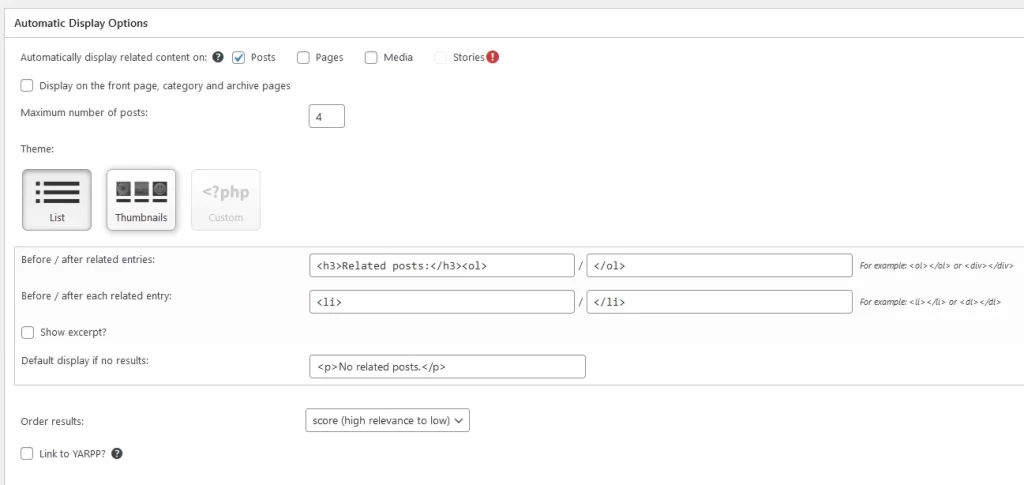 Automatic Display Options
Automatically display related content on: ? Posts Pages Media Stories !
Display on the front page, category and archive pages
Maximum number of posts: 4
Theme:
<?php
List Thumbnails Custom
Before / after related entries: <h3>Related posts:</h3><ol> / </ol> For example: <ol></ol> or <div></div>
Before / after each related entry: <li> / </li> For example: <li></li> or <dl></dl>
Show excerpt?
Default display if no results: <p>No related posts.</p>
Order results: score (high relevance to low)
Link to YARPP? ?